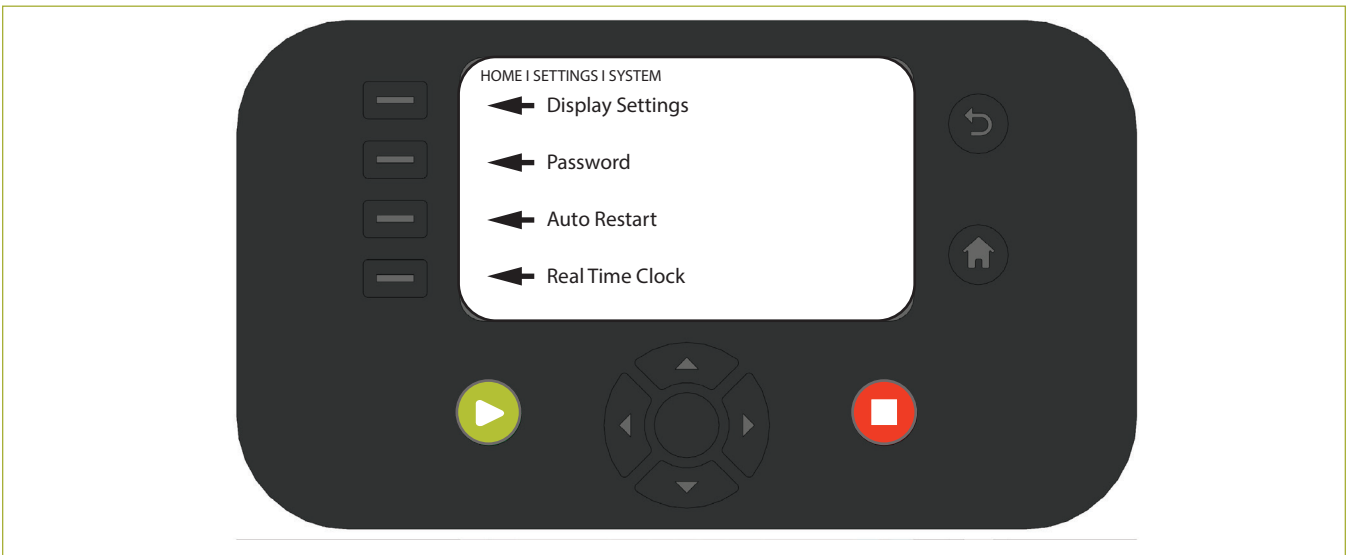 HOME I SETTINGS I SYSTEM
Display Settings
Password
Auto Restart
Real Time Clock